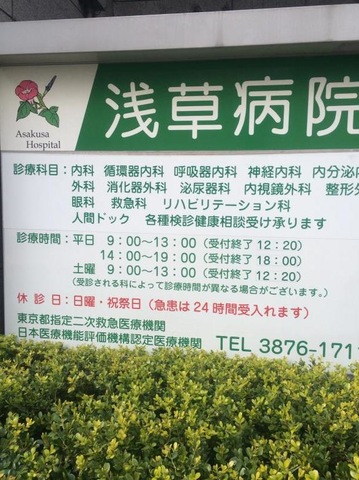 Asakusa
Hospital
浅草病院
診療科目：内科 循環器内科 呼吸器内科 神経内科 内分泌内
外科 消化器外科 泌尿器科 内視鏡外科 整形外
眼科 救急科 リハビリテーション科
人間ドック 各種検診健康相談受け承ります
診療時間：平日 9：00〜13：00（受付終了12：20）
14：00〜19：00（受付終了18：00）
土曜 9：00〜13：00（受付終了12：20）
（受診される科によって診療時間が異なる場合がございます。）
休 診 日：日曜・祝祭日（急患は24時間受入れます）
東京都指定二次救急医療機関
日本医療機能評価機構認定医療機関 TEL 3876-171